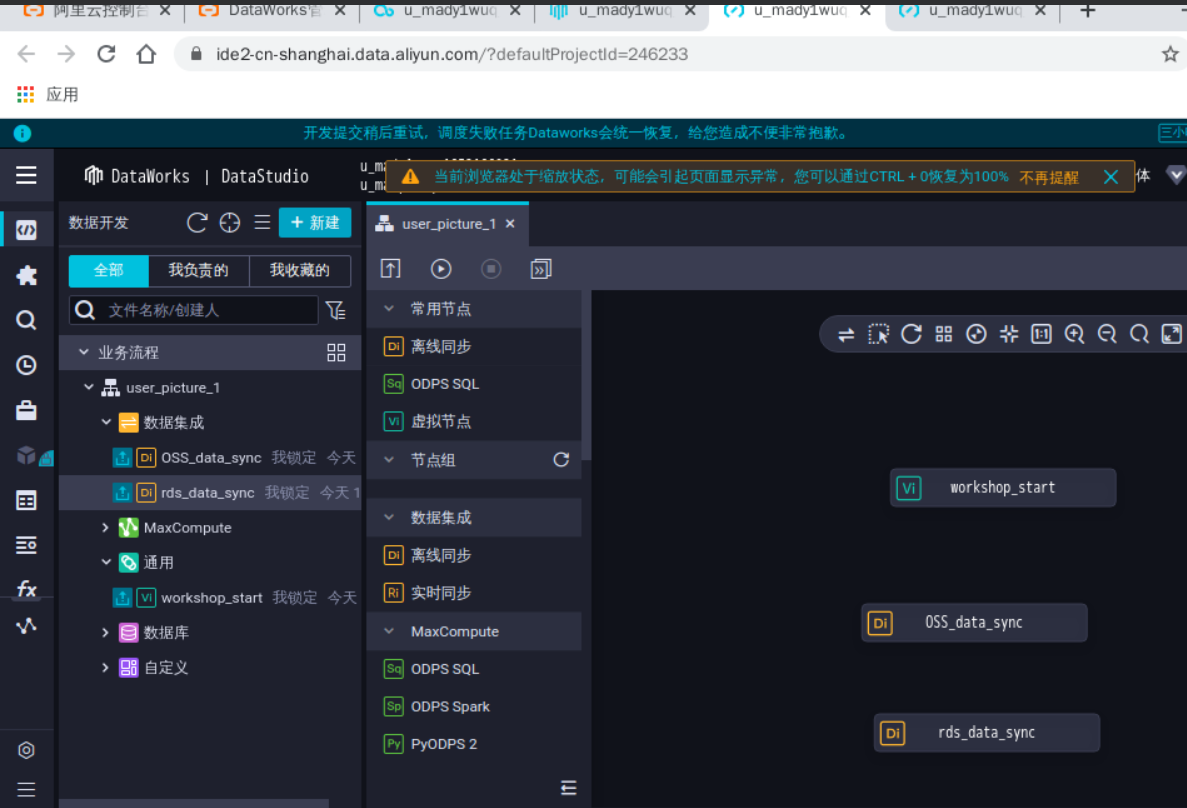 阿里云控制台
DataWorks管
u_mady1wuq
u_mady1wuq
u_mady1wuq
u_mady1wuq
ide2-cn-shanghai.data.aliyun.com/?defaultProjectId=246233
应用
开发提交稍后重试，调度失败任务Dataworks会统一恢复，给您造成不便非常抱歉。
DataWorks | DataStudio
当前浏览器处于缩放状态，可能会引起页面显示异常，您可以通过CTRL + 0恢复为100% 不再提醒
体
数据开发
+ 新建
user_picture_1
全部 我负责的 我收藏的
文件名称/创建人
业务流程
user_picture_1
数据集成
Di OSS_data_sync 我锁定 今天
Di rds_data_sync 我锁定 今天 1
MaxCompute
通用
Vi workshop_start 我锁定 今天
数据库
自定义
fx
常用节点
Di 离线同步
Sq ODPS SQL
Vi 虚拟节点
节点组
数据集成
Di 离线同步
Ri 实时同步
MaxCompute
Sq ODPS SQL
Sp ODPS Spark
Py PyODPS 2
1:1
Vi workshop_start
Di OSS_data_sync
Di rds_data_sync